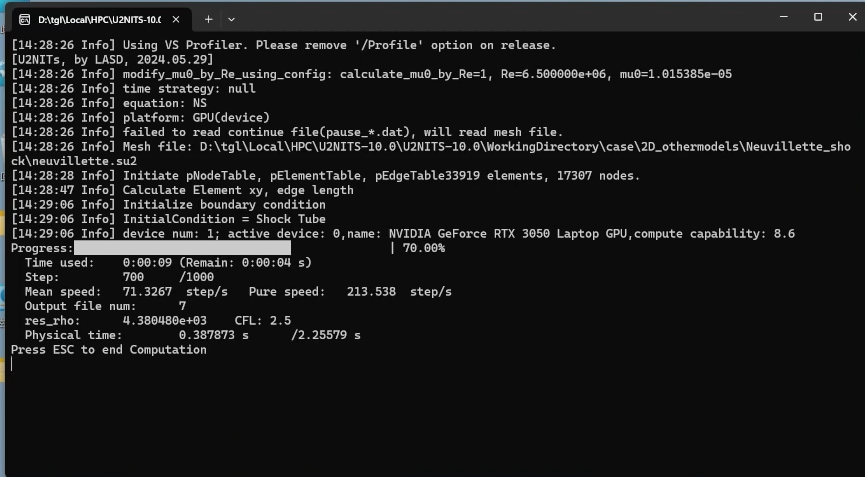 D:\tgl\Local\HPC\U2NITS-10.0
[14:28:26 Info] Using VS Profiler. Please remove '/Profile' option on release.
[U2NITs, by LASD, 2024.05.29]
[14:28:26 Info] modify_mu0_by_Re_using_config: calculate_mu0_by_Re=1, Re=6.500000e+06, mu0=1.015385e-05
[14:28:26 Info] time strategy: null
[14:28:26 Info] equation: NS
[14:28:26 Info] platform: GPU(device)
[14:28:26 Info] failed to read continue file(pause_*.dat), will read mesh file.
[14:28:26 Info] Mesh file: D:\tgl\Local\HPC\U2NITS-10.0\U2NITS-10.0\WorkingDirectory\case\2D_othermodels\Neuvillette_sho
ck\neuvillette.su2
[14:28:28 Info] Initiate pNodeTable, pElementTable, pEdgeTable33919 elements, 17307 nodes.
[14:28:47 Info] Calculate Element xy, edge length
[14:29:06 Info] Initialize boundary condition
[14:29:06 Info] InitialCondition = Shock Tube
[14:29:06 Info] device num: 1; active device: 0,name: NVIDIA GeForce RTX 3050 Laptop GPU,compute capability: 8.6
Progress: | 70.00%
Time used: 0:00:09 (Remain: 0:00:04 s)
Step: 700 /1000
Mean speed: 71.3267 step/s Pure speed: 213.538 step/s
Output file num: 7
res_rho: 4.380480e+03 CFL: 2.5
Physical time: 0.387873 s /2.25579 s
Press ESC to end Computation